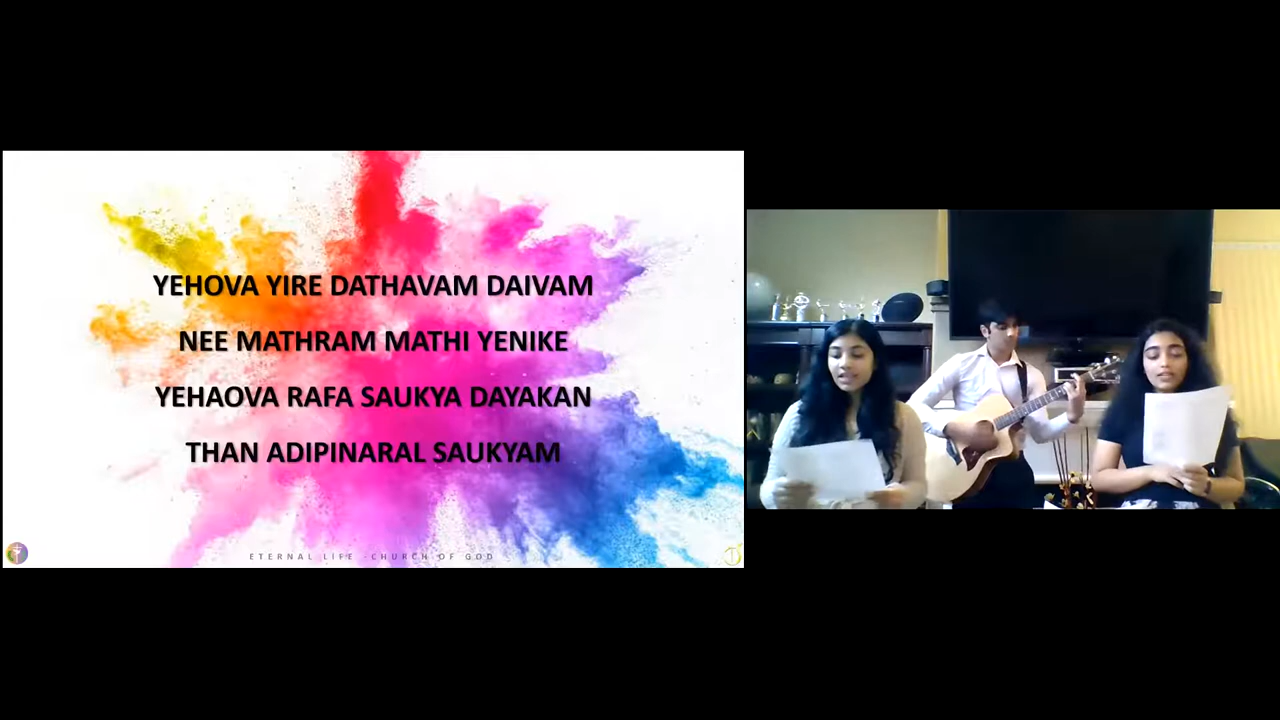 YEHOVA YIRE DATHAVAM DAIVAM
NEE MATHRAM MATHI YENIKE
YEHAOVA RAFA SAUKYA DAYAKAN
THAN ADIPINARAL SAUKYAM
ETERNAL LIFE -CHURCH OF GOD